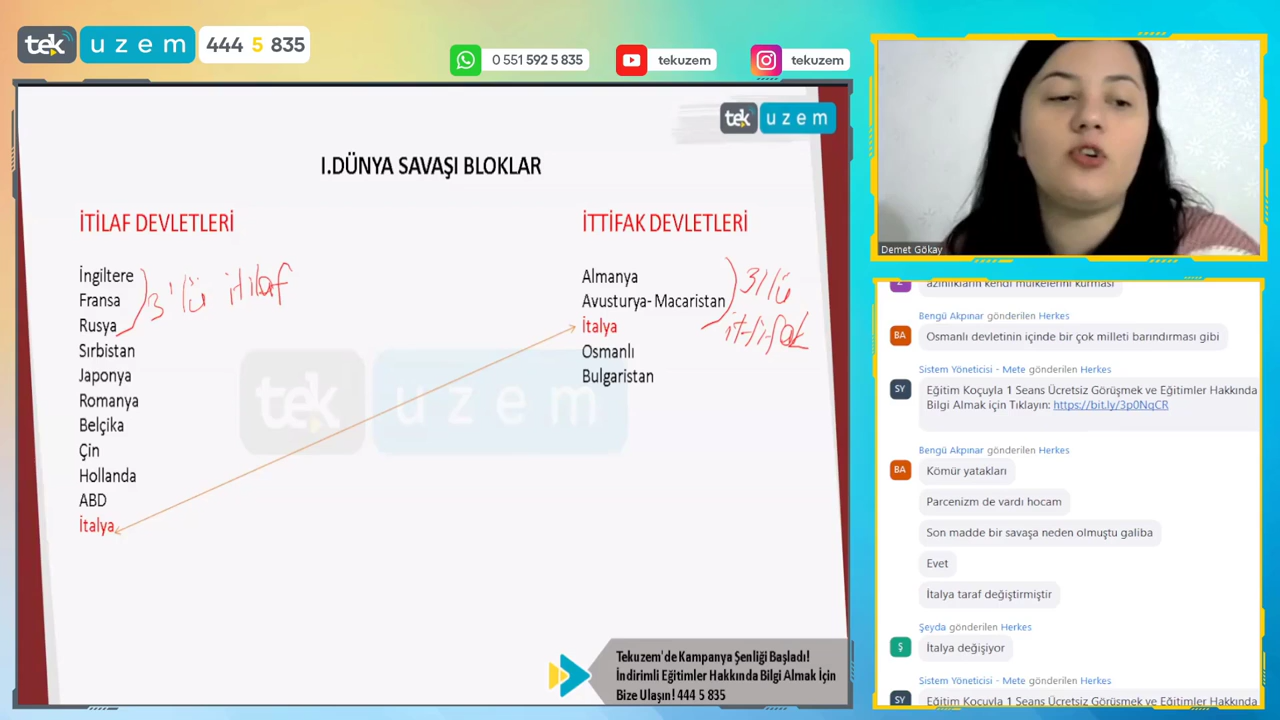 tek uzem 444 5 835
0 551 592 5 835
tekuzem
tekuzem
tek uzem
I.DÜNYA SAVAŞI BLOKLAR
İTİLAF DEVLETLERİ
İngiltere
Fransa
Rusya
3'lü itilaf
Sırbistan
Japonya
Romanya
Belçika
Çin
Hollanda
ABD
İtalya
İTTİFAK DEVLETLERİ
Almanya
Avusturya- Macaristan
İtalya
Osmanlı
Bulgaristan
3'lü
ittifak
tek uzem
Tekuzem'de Kampanya Şenliği Başladı!
İndirimli Eğitimler Hakkında Bilgi Almak İçin
Bize Ulaşın! 444 5 835
Demet Gökay
azınlıkların kendi mülkelerini kurması
Bengü Akpınar gönderilen Herkes
BA
Osmanlı devletinin içinde bir çok milleti barındırması gibi
Sistem Yöneticisi - Mete gönderilen Herkes
SY
Eğitim Koçuyla 1 Seans Ücretsiz Görüşmek ve Eğitimler Hakkında
Bilgi Almak için Tıklayın: https://bit.ly/3p0NqCR
Bengü Akpınar gönderilen Herkes
BA
Kömür yatakları
Parcenizm de vardı hocam
Son madde bir savaşa neden olmuştu galiba
Evet
İtalya taraf değiştirmiştir
Şeyda gönderilen Herkes
Ş
İtalya değişiyor
Sistem Yöneticisi - Mete gönderilen Herkes
SY
Eğitim Koçuyla 1 Seans Ücretsiz Görüşmek ve Eğitimler Hakkında